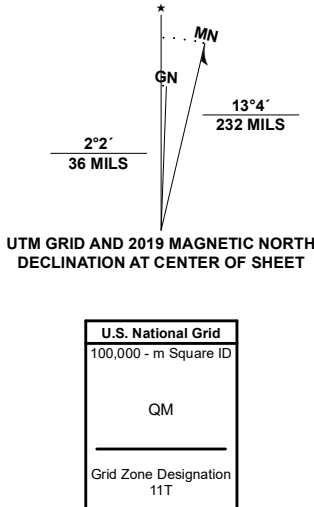 ★
MN
GN
13°4´
232 MILS
2°2´
36 MILS
UTM GRID AND 2019 MAGNETIC NORTH
DECLINATION AT CENTER OF SHEET
U.S. National Grid
100,000 - m Square ID
QM
Grid Zone Designation
11T